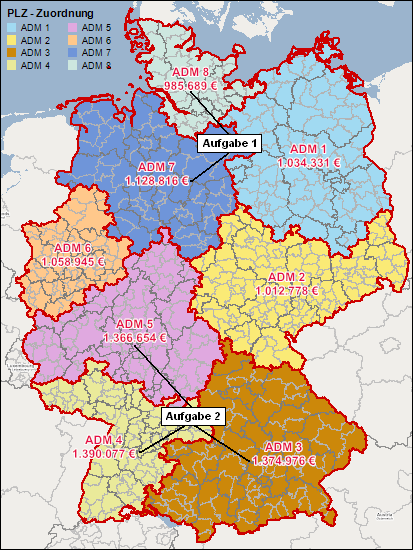 PLZ - Zuordnung
ADM 1
ADM 2
ADM 3
ADM 4
ADM 5
ADM 6
ADM 7
ADM 8
ADM 8
985.689 €
Aufgabe 1
ADM 1
1.034.331 €
ADM 7
1.128.816 €
ADM 6
1.058.945 €
ADM 2
1.012.778 €
ADM 5
1.366.654 €
Aufgabe 2
ADM 4
1.390.077 €
ADM 3
1.374.976 €